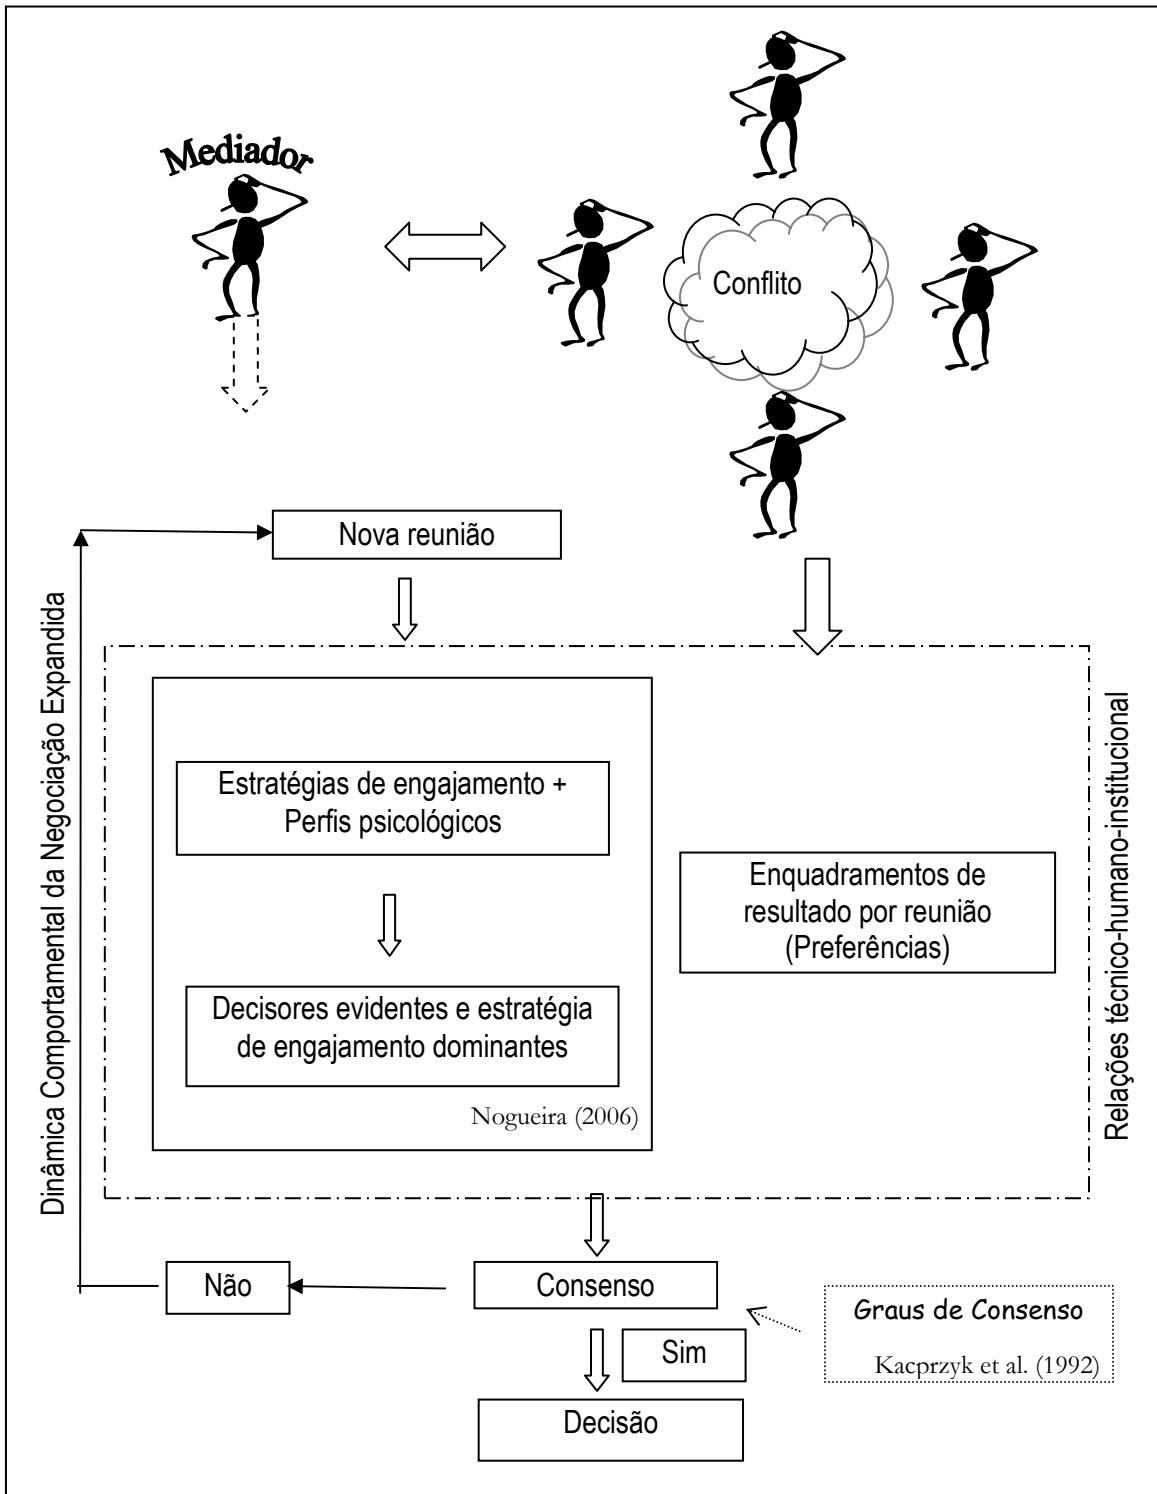 Mediador
Conflito
Nova reunião
Dinâmica Comportamental da Negociação Expandida
Estratégias de engajamento +
Perfis psicológicos
Enquadramentos de
resultado por reunião
(Preferências)
Decisores evidentes e estratégia
de engajamento dominantes
Nogueira (2006)
Relações técnico-humano-institucional
Não
Consenso
Graus de Consenso
Kacprzyk et al. (1992)
Sim
Decisão